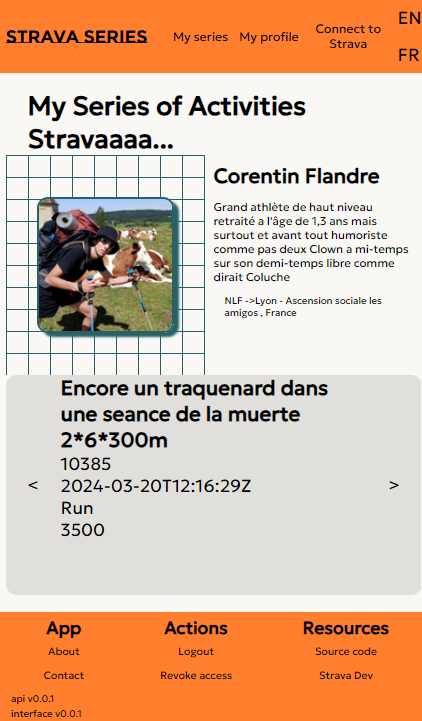 STRAVA SERIES
My series
My profile
Connect to
Strava
EN
FR
My Series of Activities
Stravaaaa...
Corentin Flandre
Grand athlète de haut niveau
retraité a l'âge de 1,3 ans mais
surtout et avant tout humoriste
comme pas deux Clown a mi-temps
sur son demi-temps libre comme
dirait Coluche
NLF ->Lyon - Ascension sociale les
amigos , France
Encore un traquenard dans
une seance de la muerte
2*6*300m
10385
<
2024-03-20T12:16:29Z
>
Run
3500
App
Actions
Resources
About
Logout
Source code
Contact
Revoke access
Strava Dev
api v0.0.1
interface v0.0.1